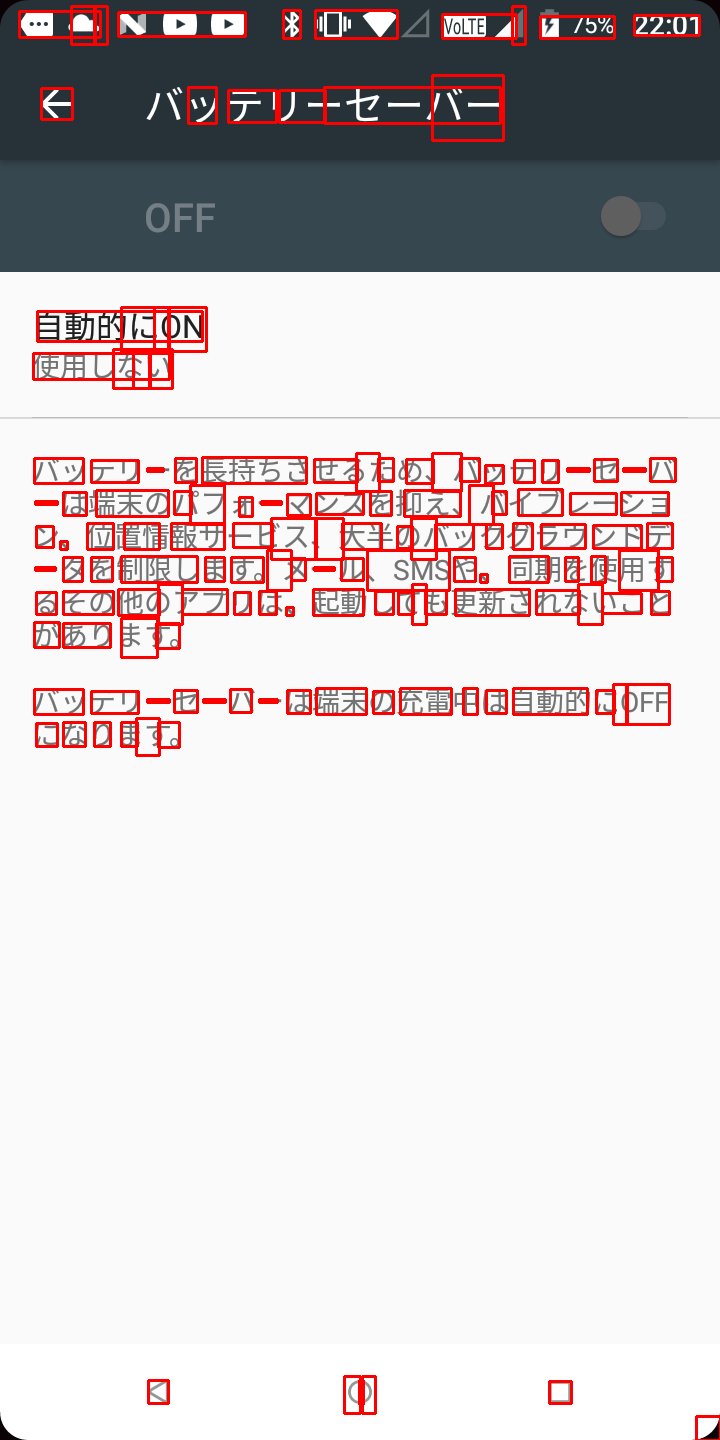 VoLTE 75% 22:01
バッテリーセーバー
OFF
自動的にON
使用しない
バッテリーを長持ちさせるため、バッテリーセーバ
ーは端末のパフォーマンスを抑え、バイブレーショ
ン、位置情報サービス、大半のバックグラウンドデ
ータを制限します。メール、SMSや、同期を使用す
るその他のアプリは、起動しても更新されないこと
があります。
バッテリーセーバーは端末の充電中は自動的にOFF
になります。